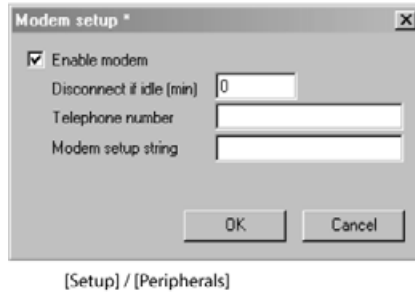 Modem setup *
Enable modem
Disconnect if idle (min) 0
Telephone number
Modem setup string
OK Cancel
[Setup] / [Peripherals]